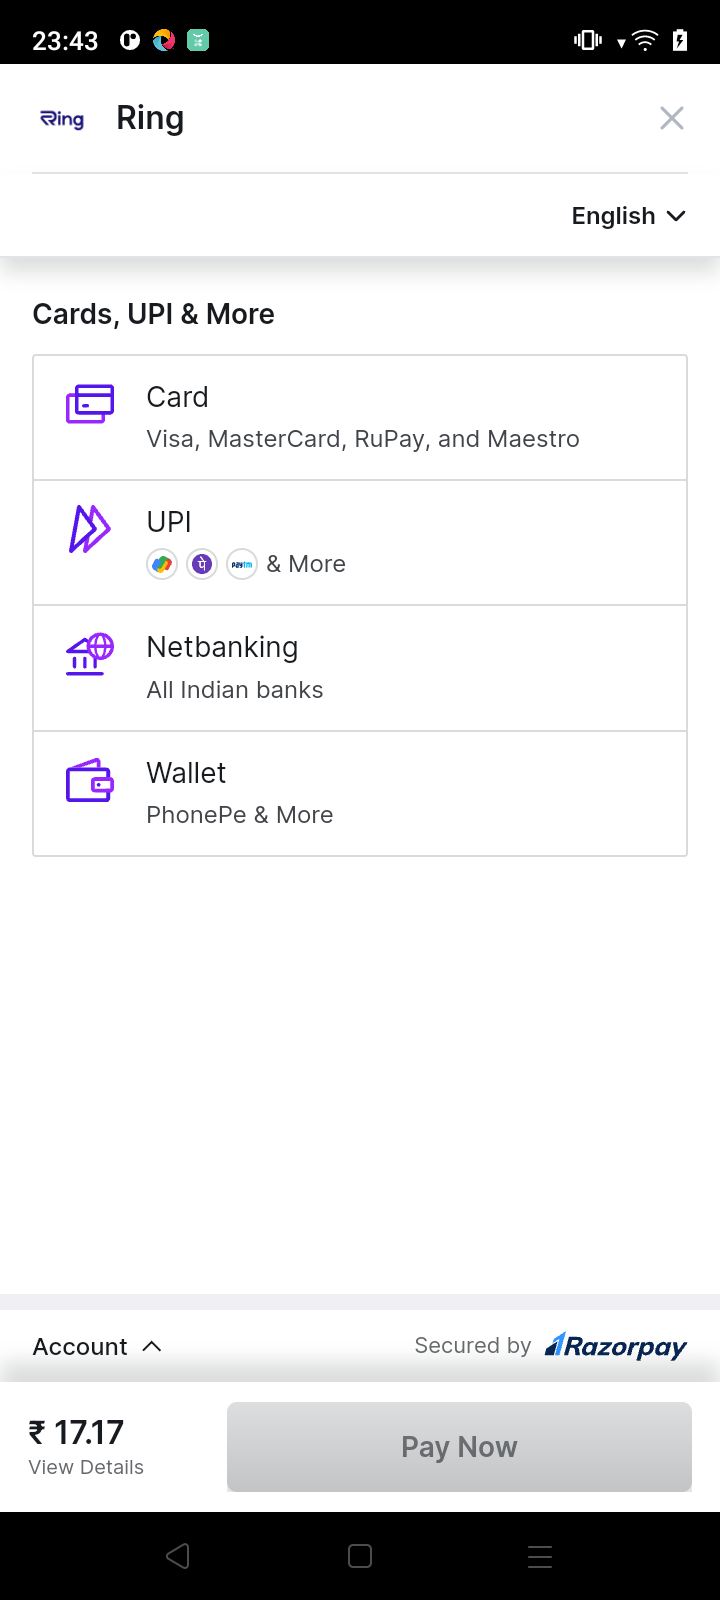 23:43
Ring Ring
English
Cards, UPI & More
Card
Visa, MasterCard, RuPay, and Maestro
UPI
पे paytm & More
Netbanking
All Indian banks
Wallet
PhonePe & More
Account Secured by Razorpay
₹ 17.17
View Details
Pay Now